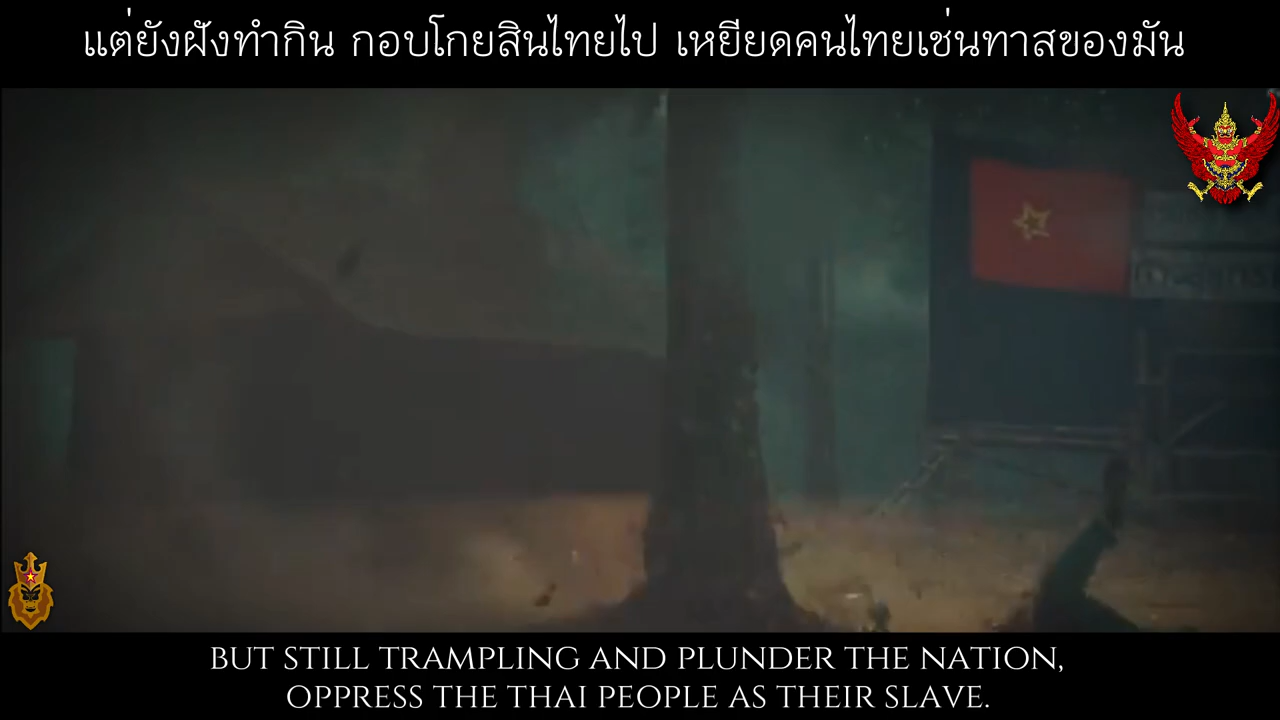 แต่ยังฝังทำกิน กอบโกยสินไทยไป เหยียดคนไทยเช่นทาสของมัน
BUT STILL TRAMPLING AND PLUNDER THE NATION,
OPPRESS THE THAI PEOPLE AS THEIR SLAVE.